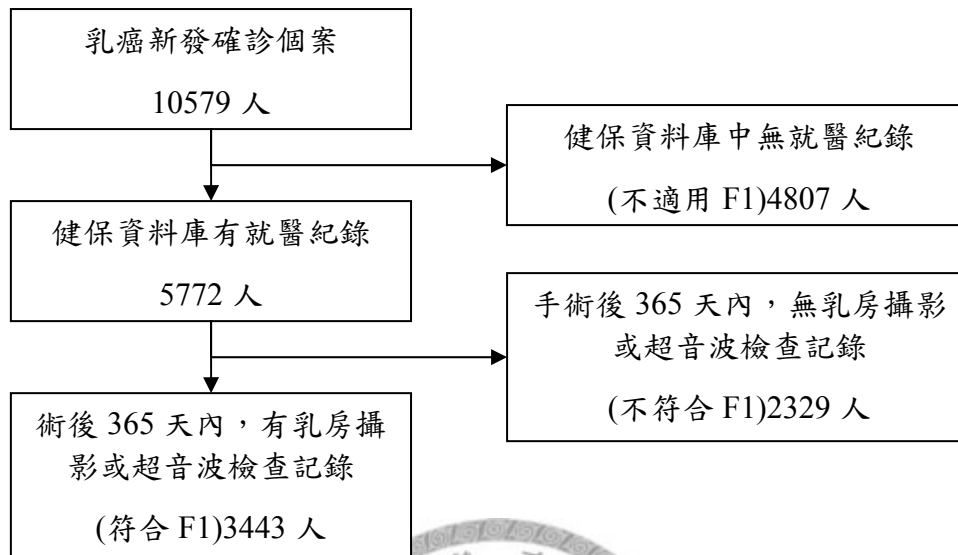 乳癌新發確診個案
10579 人
健保資料庫中無就醫紀錄
(不適用 F1)4807 人
健保資料庫有就醫紀錄
5772 人
手術後 365 天內，無乳房攝影
或超音波檢查記錄
(不符合 F1)2329 人
術後 365 天內，有乳房攝
影或超音波檢查記錄
(符合 F1)3443 人